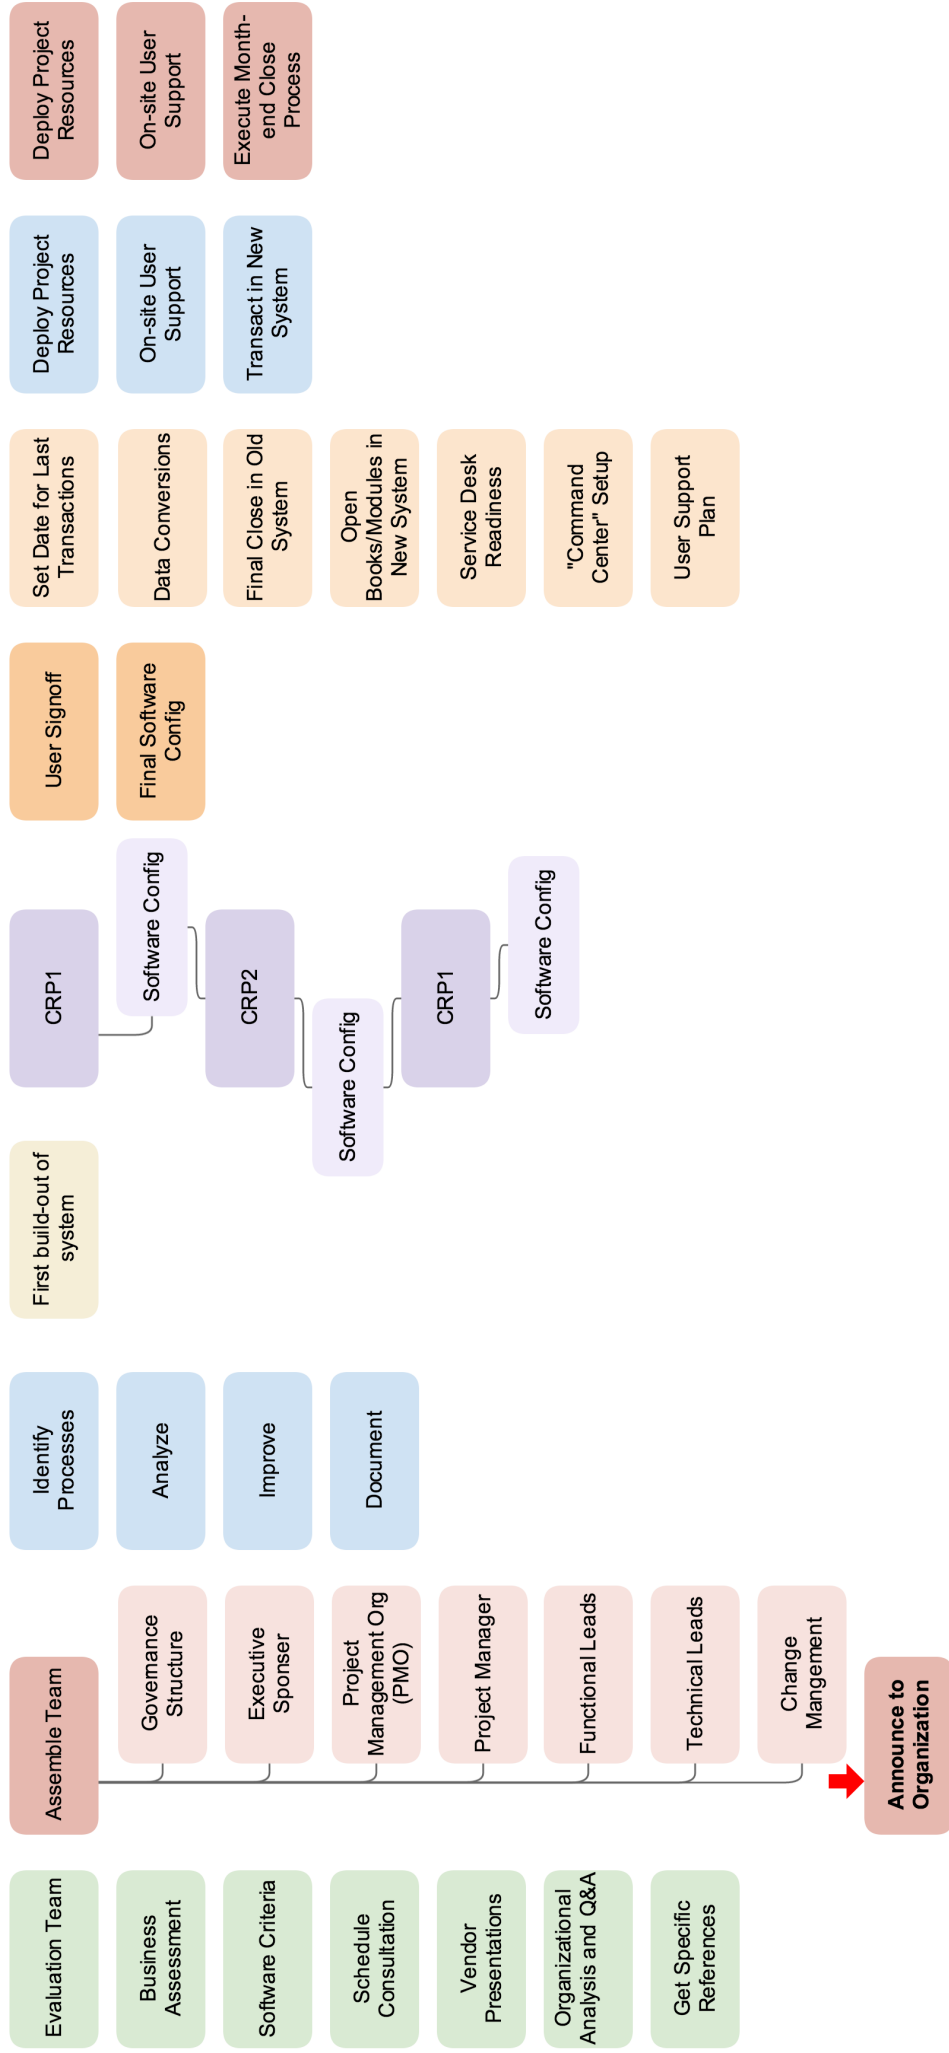 Evaluation Team
Business
Assessment
Software Criteria
Schedule
Consultation
Vendor
Presentations
Organizational
Analysis and Q&A
Get Specific
References
Assemble Team
Governance
Structure
Executive
Sponser
Project
Management Org
(PMO)
Project Manager
Functional Leads
Technical Leads
Change
Mangement
Announce to
Organization
Identify
Processes
Analyze
Improve
Document
First build-out of
system
CRP1
Software Config
CRP2
Software Config
CRP1
Software Config
User Signoff
Final Software
Config
Set Date for Last
Transactions
Data Conversions
Final Close in Old
System
Open
Books/Modules in
New System
Service Desk
Readiness
"Command
Center" Setup
User Support
Plan
Deploy Project
Resources
On-site User
Support
Transact in New
System
Deploy Project
Resources
On-site User
Support
Execute Month-
end Close
Process